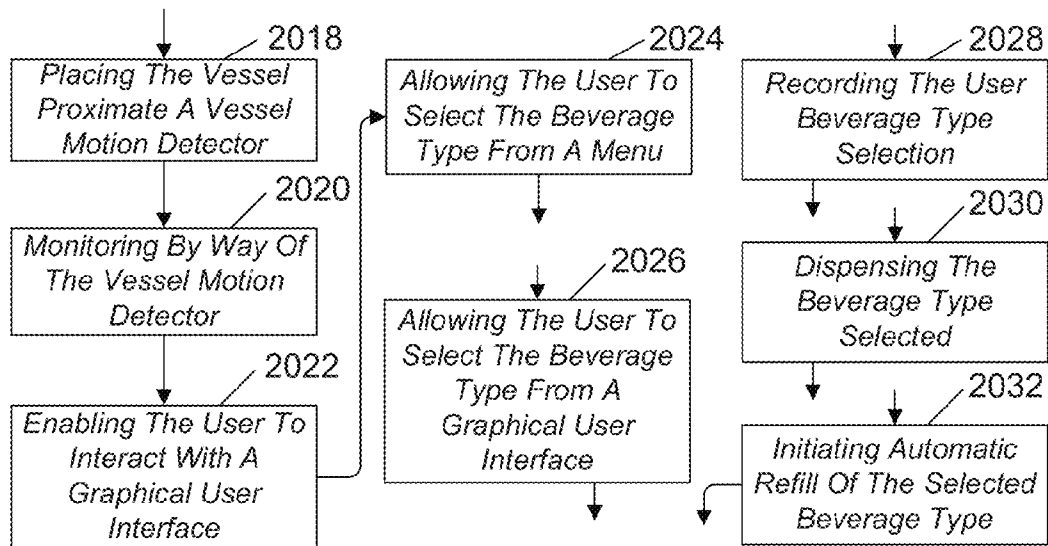 2018
Placing The Vessel
Proximate A Vessel
Motion Detector
2020
Monitoring By Way Of
The Vessel Motion
Detector
2022
Enabling The User To
Interact With A
Graphical User
Interface
2024
Allowing The User To
Select The Beverage
Type From A Menu
2026
Allowing The User To
Select The Beverage
Type From A
Graphical User
Interface
2028
Recording The User
Beverage Type
Selection
2030
Dispensing The
Beverage Type
Selected
2032
Initiating Automatic
Refill Of The Selected
Beverage Type